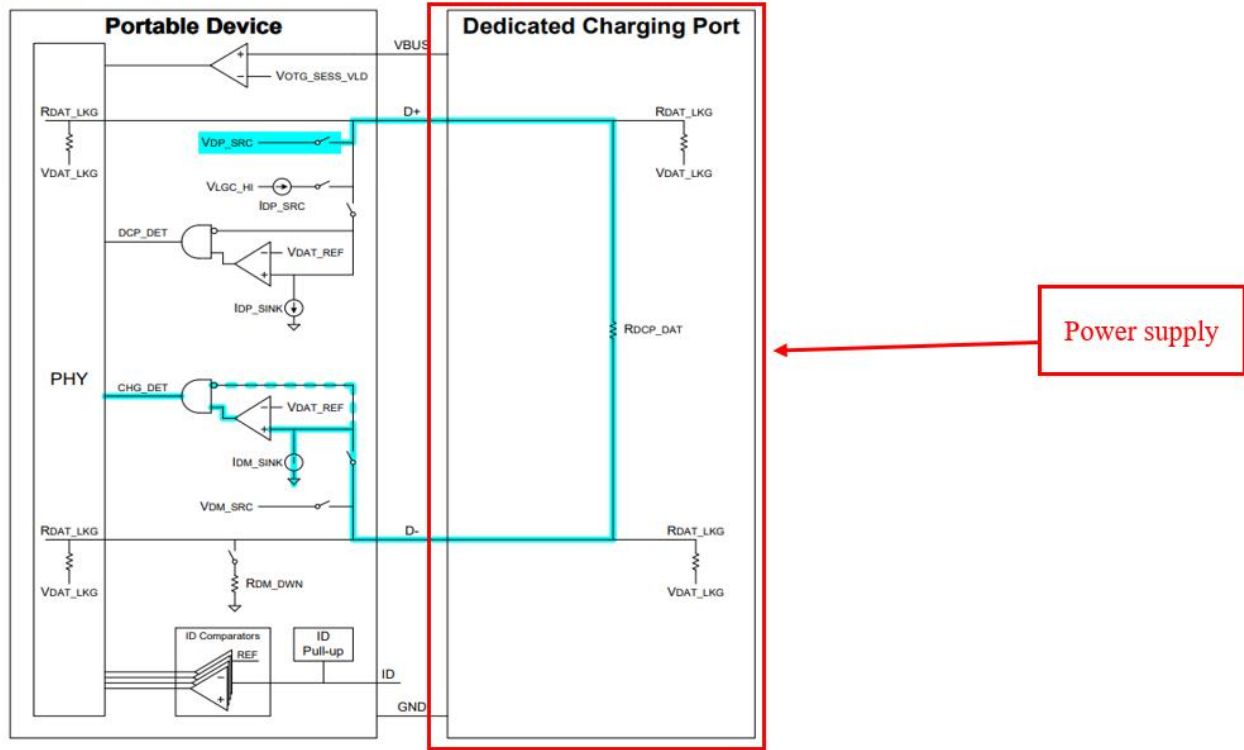 Portable Device
Dedicated Charging Port
VBUS
VOTG_SESS_VLD
RDAT_LKG
D+
RDAT_LKG
VDP_SRC
VDAT_LKG
VDAT_LKG
VLGC_HI
IDP_SRC
DCP_DET
VDAT_REF
IDP_SINK
RDCP_DAT
Power supply
PHY
CHG_DET
VDAT_REF
IDM_SINK
VDM_SRC
RDAT_LKG
D-
RDAT_LKG
RDM_DWN
VDAT_LKG
VDAT_LKG
ID Comparators
REF
ID
Pull-up
ID
GND